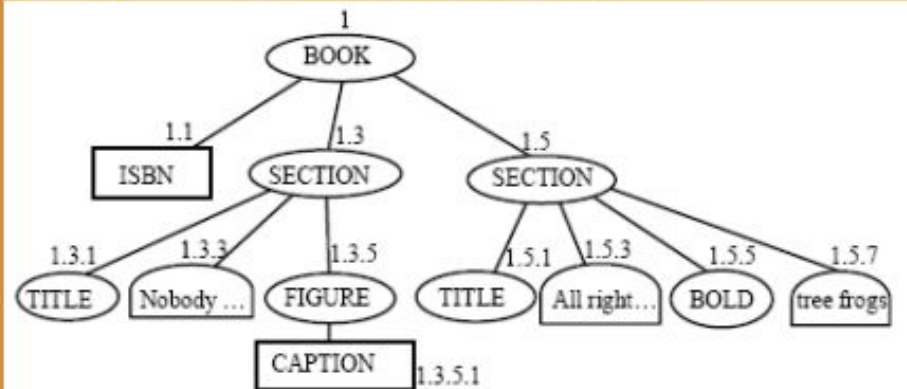 1
BOOK
1.1
1.3
1.5
ISBN
SECTION
SECTION
1.3.1
1.3.3
1.3.5
1.5.1
1.5.3
1.5.5
1.5.7
TITLE
Nobody ...
FIGURE
TITLE
All right...
BOLD
tree frogs
CAPTION
1.3.5.1